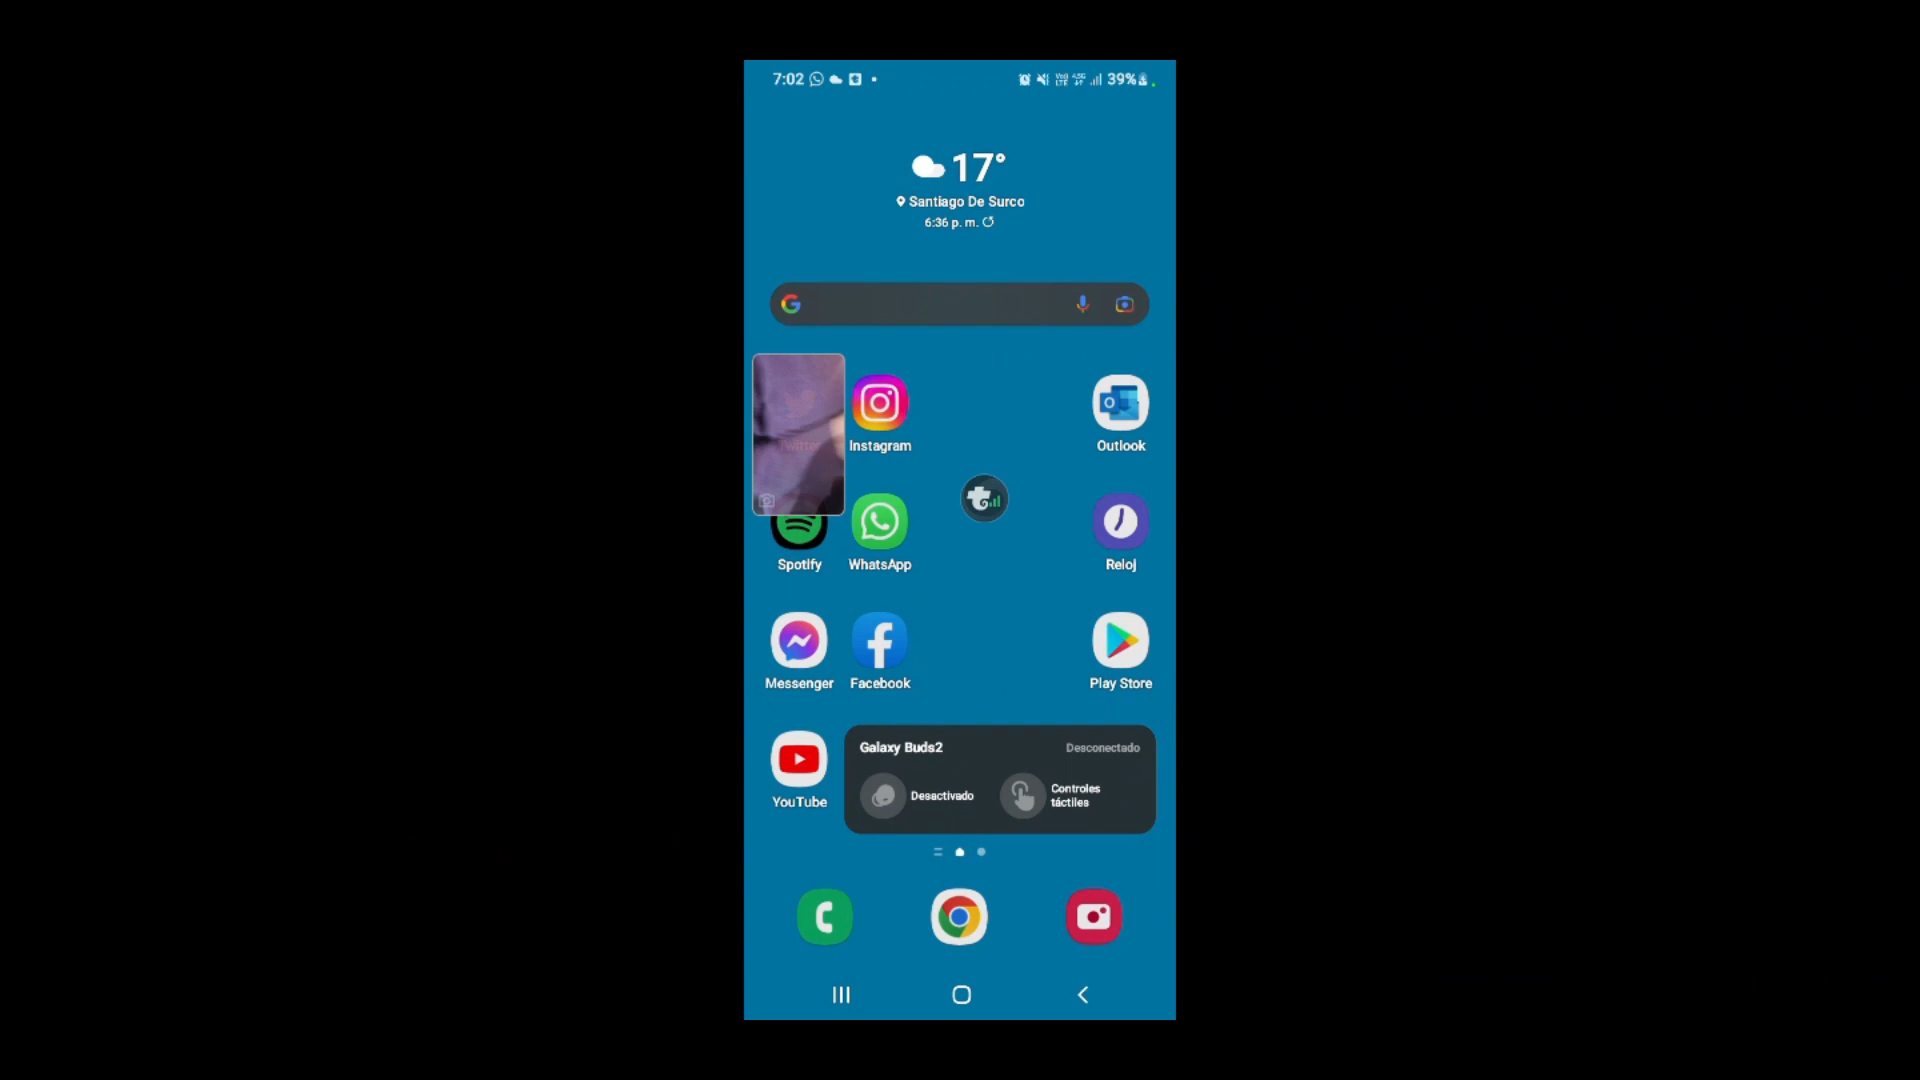 7:02
39%
17°
Santiago De Surco
6:36 p. m.
Twitter
Instagram
Outlook
Spotify
WhatsApp
Reloj
Messenger
Facebook
Play Store
YouTube
Galaxy Buds2
Desconectado
Desactivado
Controles
táctiles